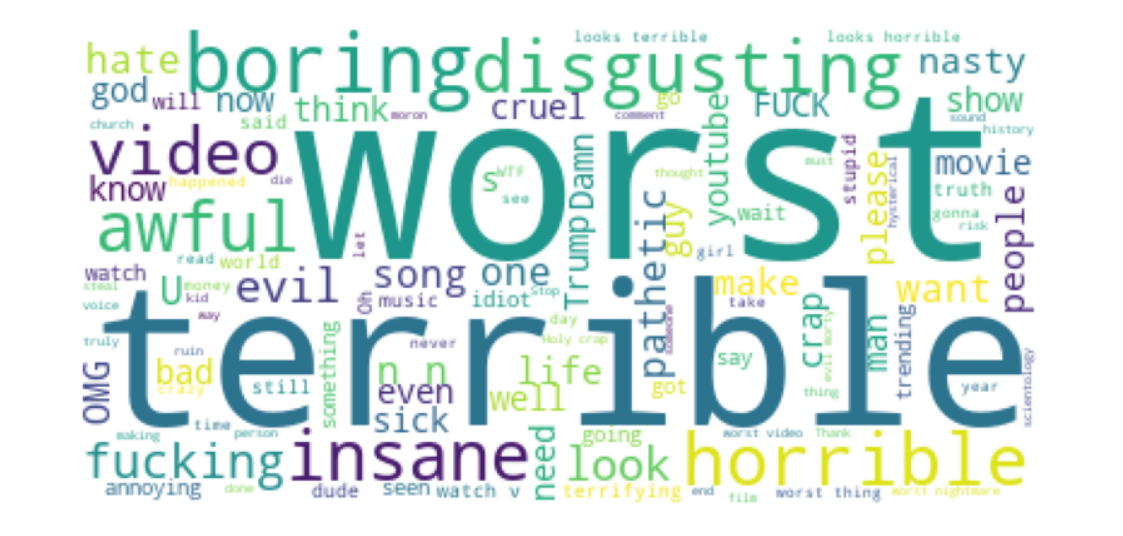 looks terrible looks horrible
hate boring disgusting nasty
god will now think moron cruel comment go FUCK show
church said sound history
video worst movie
know happened die s WTF see thought youtube must stupid hysterical please truth
awful let Trump Damn pathetic guy wait girl gonna risk people
read world
watch evil song one make want
steal U money kid Oh music idiot Stop take
voice way terrible
truly ruin never day Holy crap someone say crap evil morty man trending
OMG bad crazy still something n n even life well got thing year scientology
time person sick
making going worst video Thank
fucking insane need look horrible
annoying done dude seen watch v terrifying end film worst thing worst nightmare